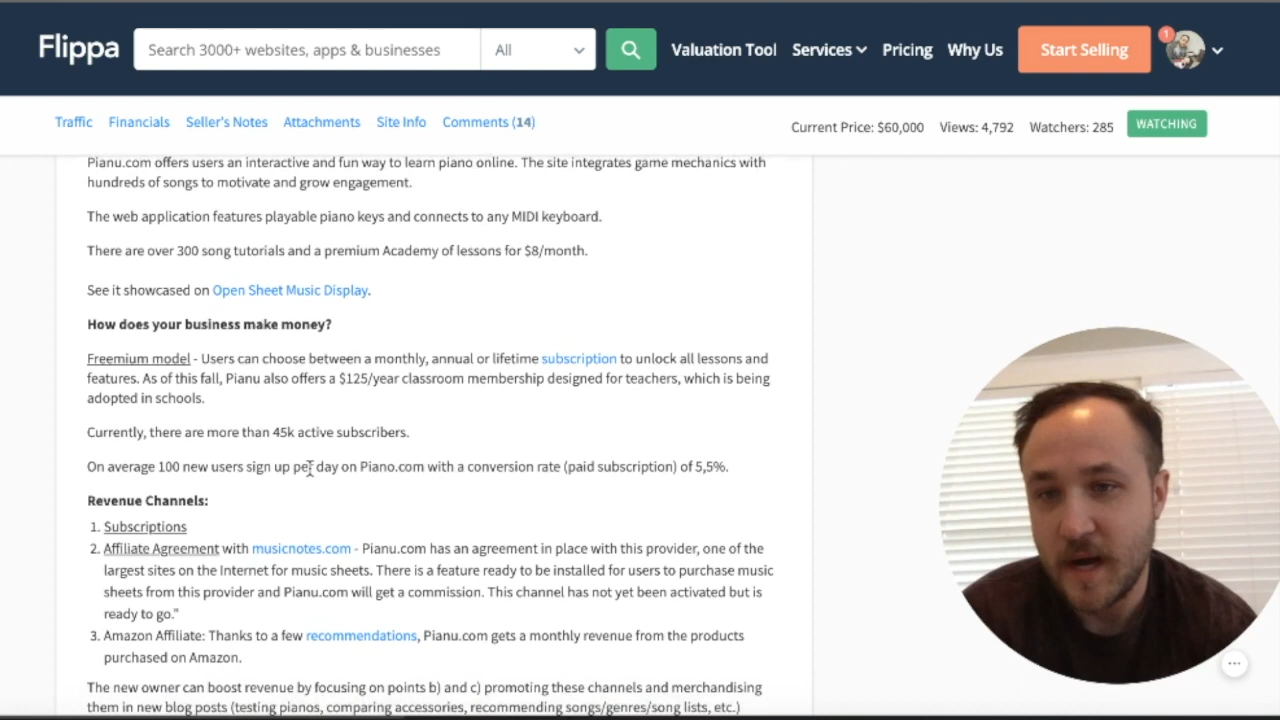 Flippa
Search 3000+ websites, apps & businesses
All
Valuation Tool
Services
Pricing
Why Us
Start Selling
1
Traffic
Financials
Seller's Notes
Attachments
Site Info
Comments (14)
Current Price: $60,000
Views: 4,792
Watchers: 285
WATCHING
Pianu.com offers users an interactive and fun way to learn piano online. The site integrates game mechanics with
hundreds of songs to motivate and grow engagement.
The web application features playable piano keys and connects to any MIDI keyboard.
There are over 300 song tutorials and a premium Academy of lessons for $8/month.
See it showcased on Open Sheet Music Display.
How does your business make money?
Freemium model - Users can choose between a monthly, annual or lifetime subscription to unlock all lessons and
features. As of this fall, Pianu also offers a $125/year classroom membership designed for teachers, which is being
adopted in schools.
Currently, there are more than 45k active subscribers.
On average 100 new users sign up per day on Piano.com with a conversion rate (paid subscription) of 5,5%.
Revenue Channels:
1. Subscriptions
2. Affiliate Agreement with musicnotes.com - Pianu.com has an agreement in place with this provider, one of the
largest sites on the Internet for music sheets. There is a feature ready to be installed for users to purchase music
sheets from this provider and Pianu.com will get a commission. This channel has not yet been activated but is
ready to go."
3. Amazon Affiliate: Thanks to a few recommendations, Pianu.com gets a monthly revenue from the products
purchased on Amazon.
The new owner can boost revenue by focusing on points b) and c) promoting these channels and merchandising
them in new blog posts (testing pianos, comparing accessories, recommending songs/genres/song lists, etc.)